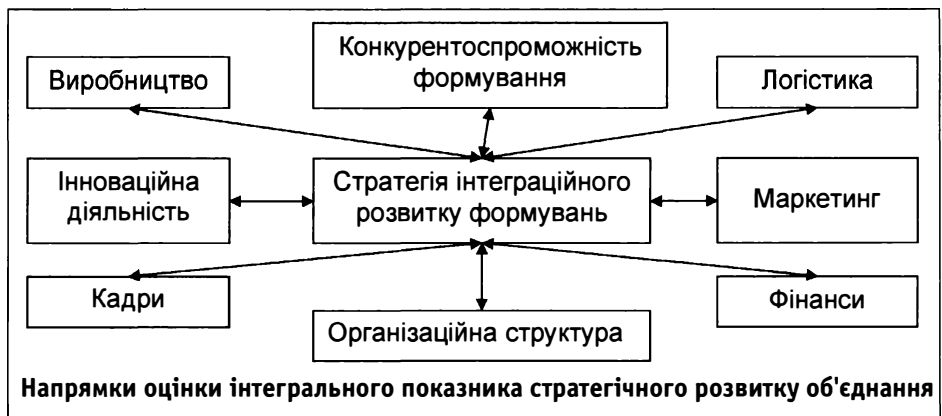 Конкурентоспроможність
формування
Виробництво
Логістика
Інноваційна
діяльність
Стратегія інтеграційного
розвитку формувань
Маркетинг
Кадри
Організаційна структура
Фінанси
Напрямки оцінки інтегрального показника стратегічного розвитку об'єднання